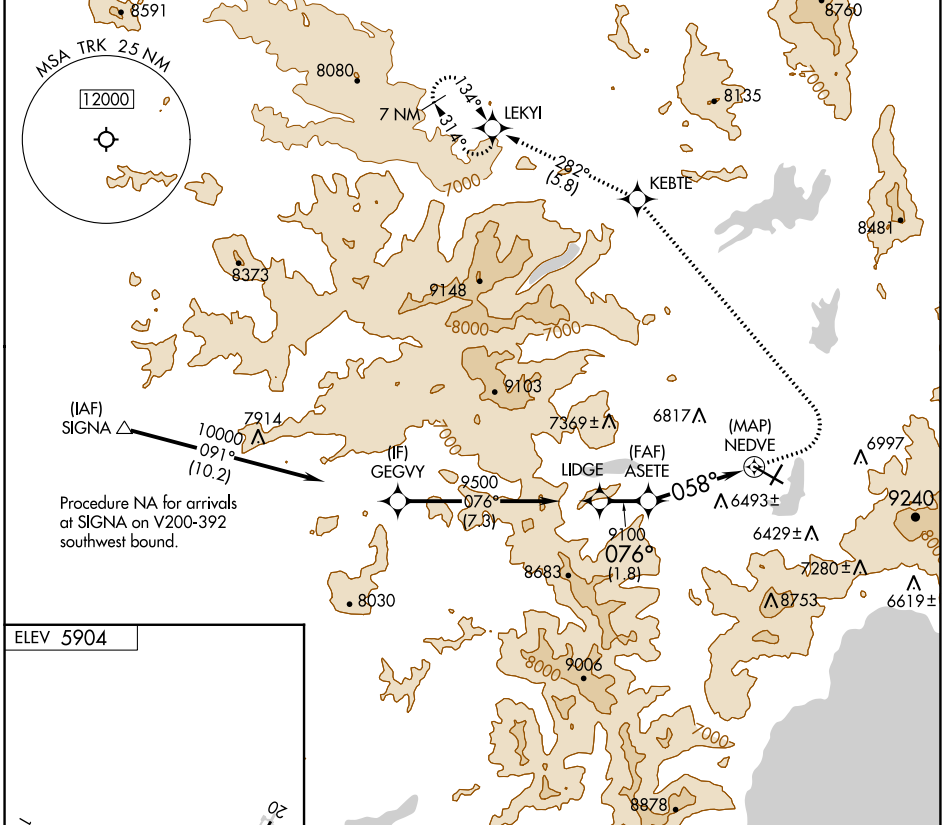 8591
8760
MSA TRK 25 NM
12000
8080
7 NM
134°
314°
LEKYI
7000
8135
7000
282°
(5.8)
KEBTE
8481
8373
9148
8000
7000
9103
(IAF)
SIGNA
7914
10000
091°
(10.2)
7000
7369±
6817
(MAP)
NEDVE
6997
(IF)
GEGVY
9500
076°
(7.3)
LIDGE
(FAF)
ASETE
058°
6493±
9240
Procedure NA for arrivals
at SIGNA on V200-392
southwest bound.
9100
076°
(1.8)
6429±
7280±
8683
8030
8753
6619±
ELEV 5904
8000
9006
7000
8878
20